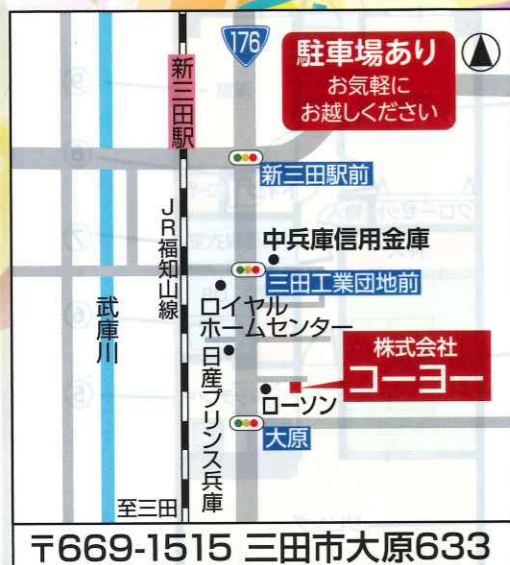 176
駐車場あり
お気軽に
お越しください
新三田駅
新三田駅前
JR福知山線
中兵庫信用金庫
三田工業団地前
武庫川
ロイヤル
ホームセンター
日産プリンス兵庫
株式会社
コーヨー
ローソン
大原
至三田
〒669-1515 三田市大原633